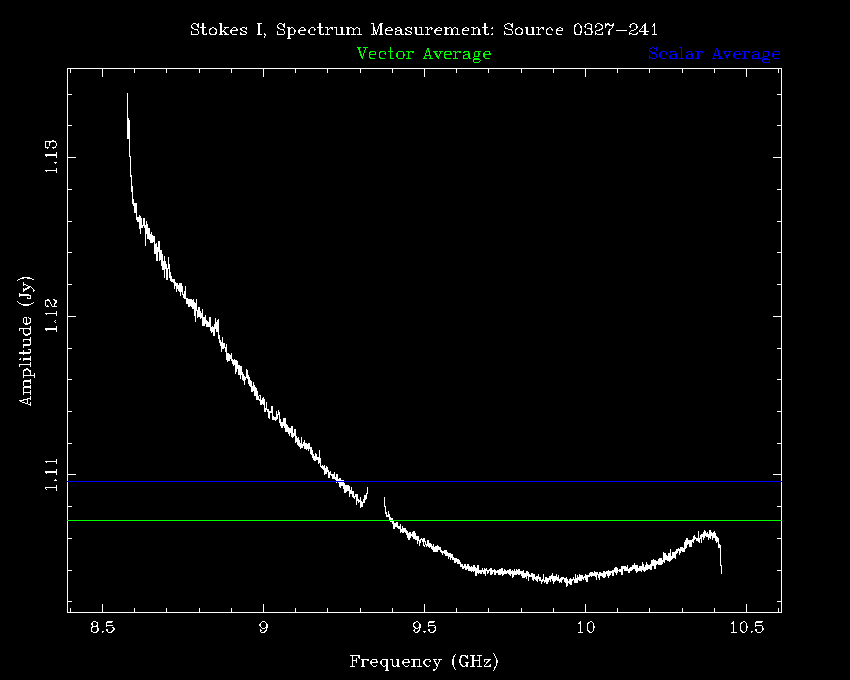 Stokes I, Spectrum Measurement: Source 0327−241
Vector Average
Scalar Average
1.13
1.12
1.11
Amplitude (Jy)
8.5
9
9.5
10
10.5
Frequency (GHz)